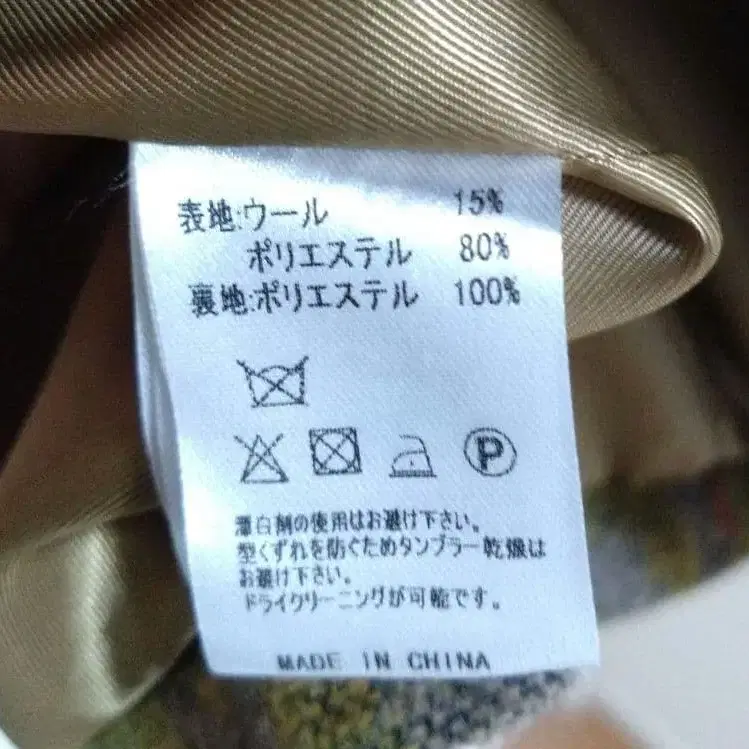 表地:ウール 15%
ポリエステル 80%
裏地:ポリエステル 100%
P
漂白剤の使用はお避け下さい。
型くずれを防ぐためタンブラー乾燥は
お避け下さい。
ドライクリーニングが可能です。
MADE IN CHINA